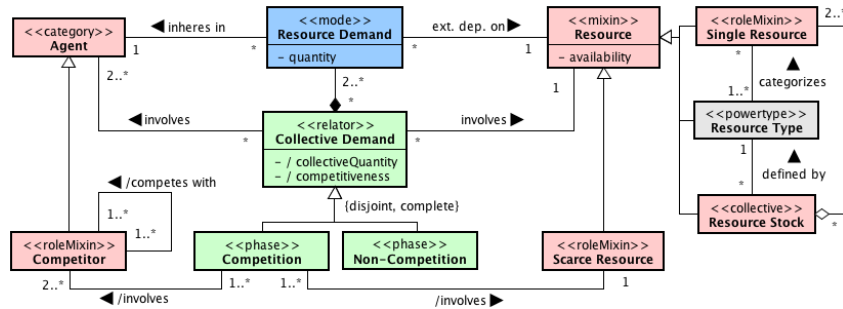 <<category>>
Agent
◀ inheres in
1
*
<<mode>>
Resource Demand
- quantity
ext. dep. on ▶
*
1
<<mixin>>
Resource
- availability
<<roleMixin>>
Single Resource
2..*
*
▲
categorizes
1..*
<<powertype>>
Resource Type
1
▲
defined by
*
<<collective>>
Resource Stock
*
2..*
◀ involves
*
2..*
*
<<relator>>
Collective Demand
- / collectiveQuantity
- / competitiveness
involves ▶
*
1
{disjoint, complete}
◀ /competes with
1..*
1..*
<<roleMixin>>
Competitor
<<phase>>
Competition
<<phase>>
Non-Competition
<<roleMixin>>
Scarce Resource
2..*
◀ /involves
1..*
1..*
/involves ▶
1